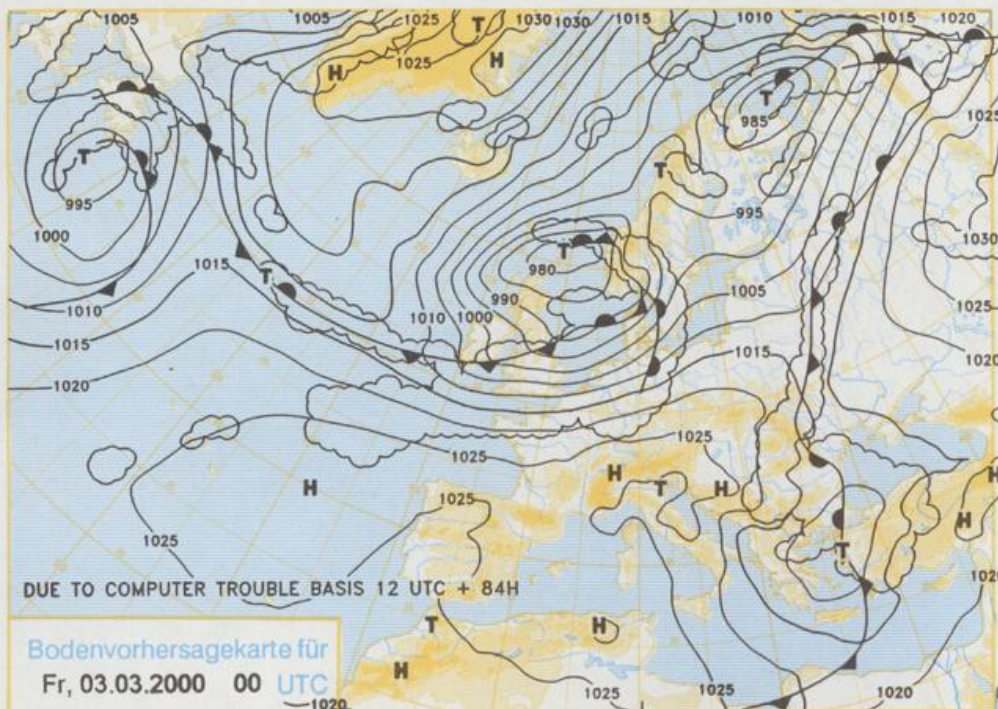 1005 1005 1025 T 1030 1030 1015 1010 1015 1020
H 1025 H
T 985 1025
T T
995 995
1000 T 1030
980
T 1015 990 1005 1025
1010 1010 1000
1015 1015 1020
1020
1025 1025
H H T H H
1025
1025 H
T
DUE TO COMPUTER TROUBLE BASIS 12 UTC + 84H 1020
T H
Bodenvorhersagekarte für
H
Fr, 03.03.2000 00 UTC
1025 1025 1020
1020